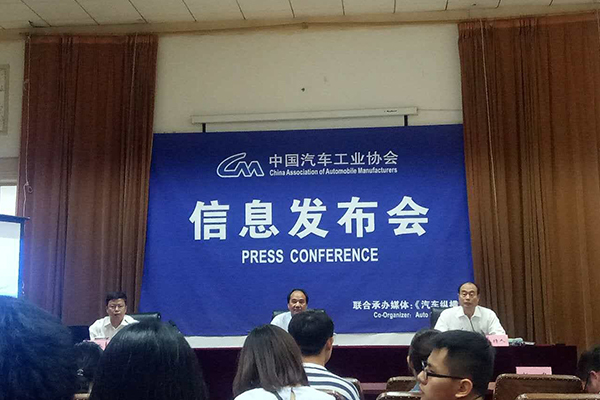 中国汽车工业协会
China Association of Automobile Manufacturers
信息发布会
PRESS CONFERENCE
联合承办媒体:《汽车纵横
Co-Organizer: Auto